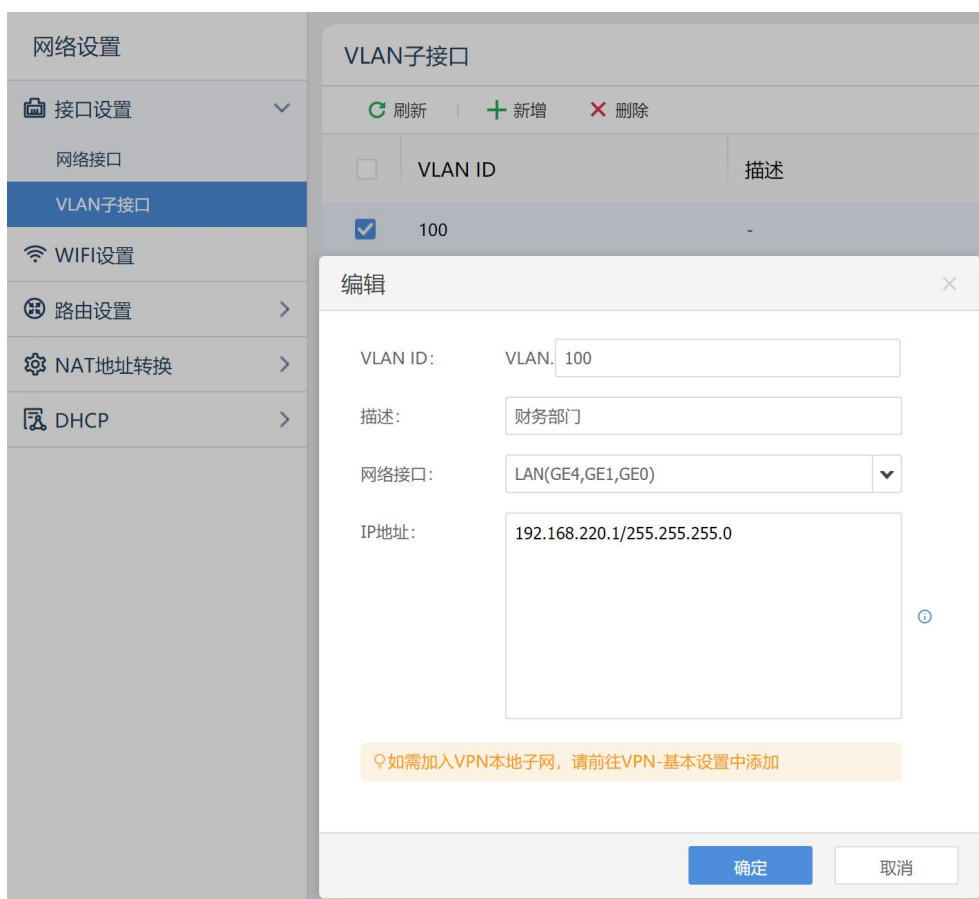 网络设置
接口设置
网络接口
VLAN子接口
WIFI设置
路由设置
NAT地址转换
DHCP
VLAN子接口
刷新 新增 删除
VLAN ID 描述
100 -
编辑
VLAN ID: VLAN. 100
描述: 财务部门
网络接口: LAN(GE4,GE1,GE0)
IP地址: 192.168.220.1/255.255.255.0
如需加入VPN本地子网，请前往VPN-基本设置中添加
确定 取消